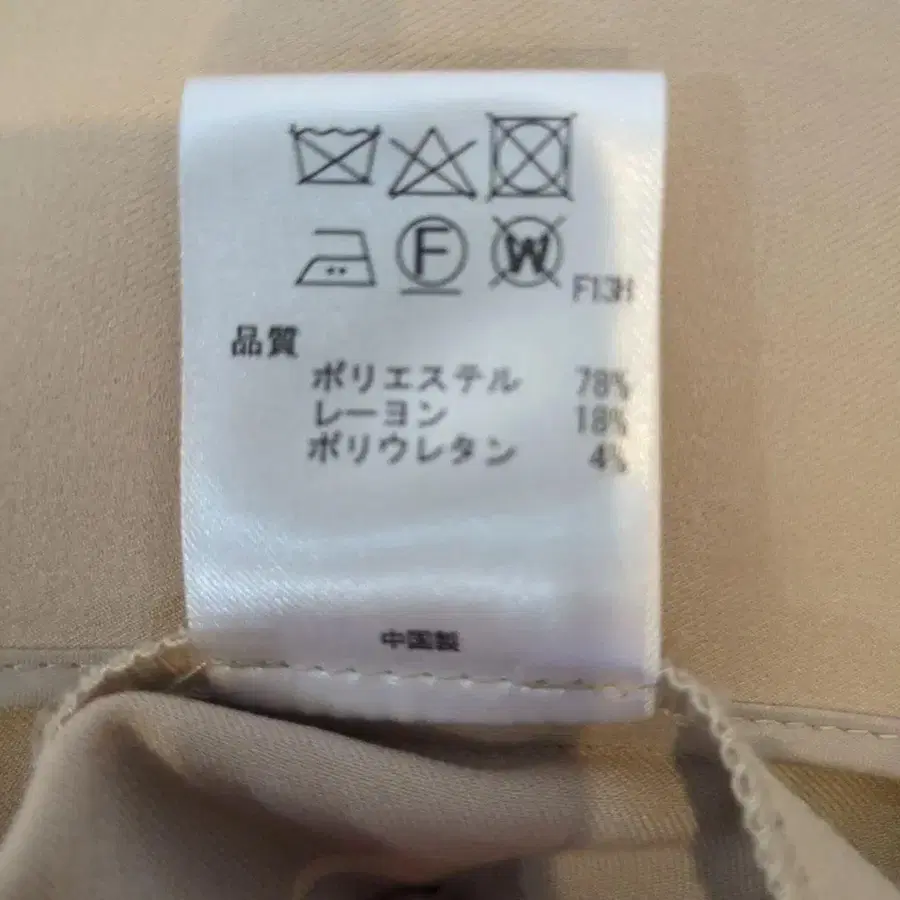 F W
F13H
品質
ポリエステル 78%
レーヨン 18%
ポリウレタン 4%
中国製